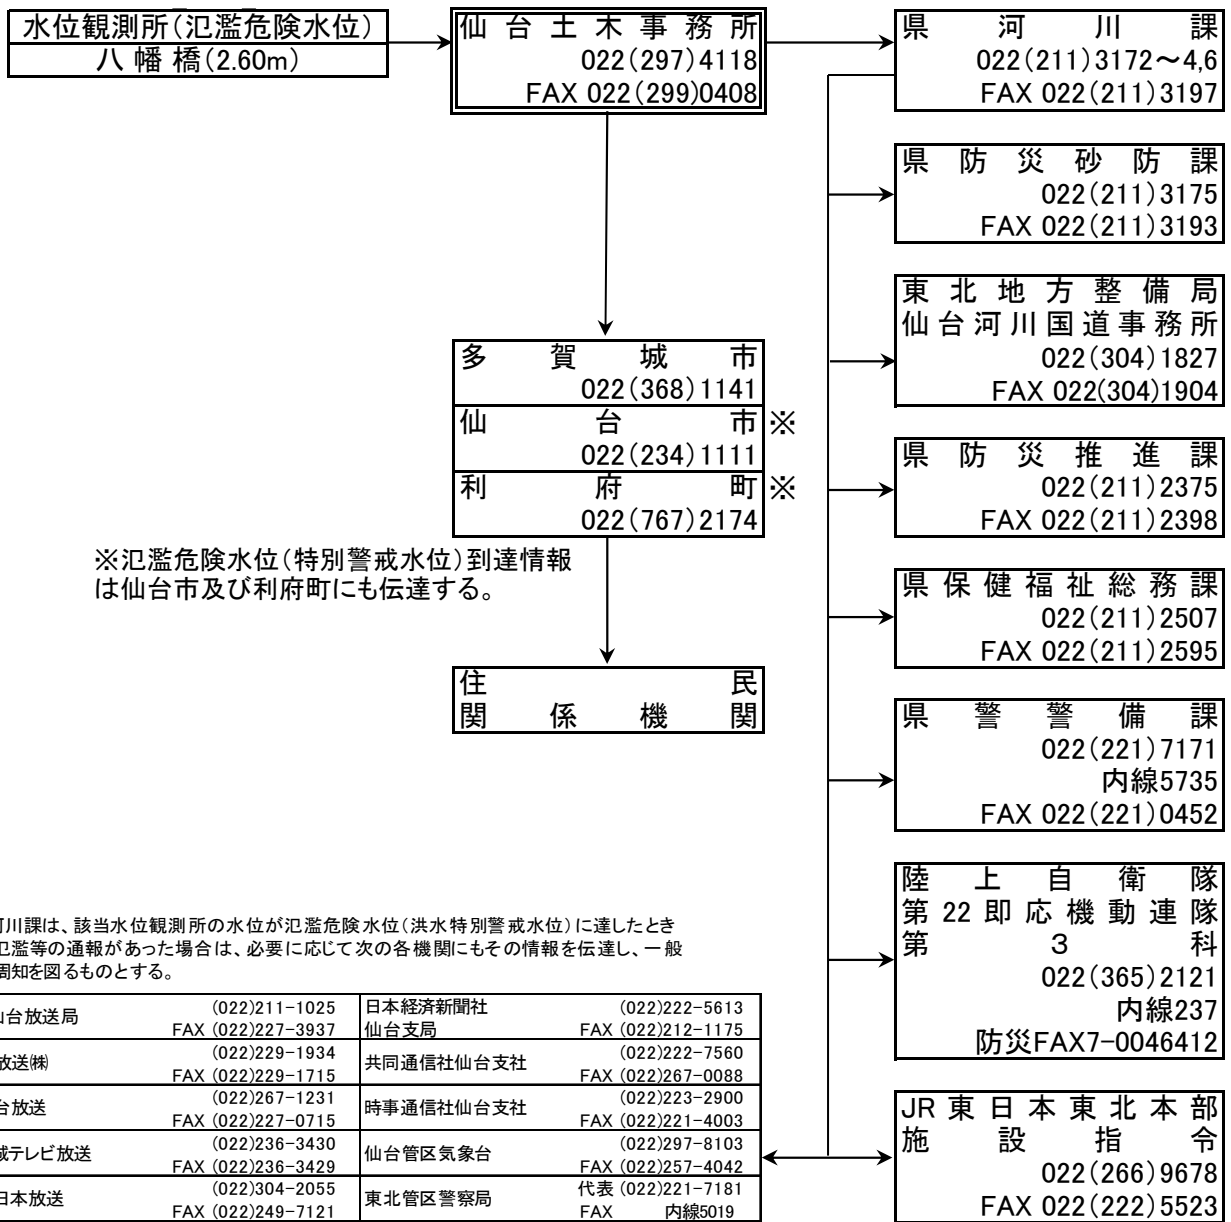 水位観測所(氾濫危険水位)
八幡橋(2.60m)
仙台土木事務所
022(297)4118
FAX 022(299)0408
県河川課
022(211)3172～4,6
FAX 022(211)3197
県防災砂防課
022(211)3175
FAX 022(211)3193
東北地方整備局
仙台河川国道事務所
022(304)1827
FAX 022(304)1904
多賀城市
022(368)1141
仙台市※
022(234)1111
利府町※
022(767)2174
県防災推進課
022(211)2375
FAX 022(211)2398
※氾濫危険水位(特別警戒水位)到達情報
は仙台市及び利府町にも伝達する。
県保健福祉総務課
022(211)2507
FAX 022(211)2595
住民
関係機関
県警警備課
022(221)7171
内線5735
FAX 022(221)0452
陸上自衛隊
第22即応機動連隊
第3科
022(365)2121
内線237
防災FAX7-0046412
河川課は、該当水位観測所の水位が氾濫危険水位(洪水特別警戒水位)に達したとき
氾濫等の通報があった場合は、必要に応じて次の各機関にもその情報を伝達し、一般
周知を図るものとする。
台放送局 (022)211-1025
FAX (022)227-3937
日本経済新聞社 (022)222-5613
仙台支局 FAX (022)212-1175
放送㈱ (022)229-1934
FAX (022)229-1715
共同通信社仙台支社 (022)222-7560
FAX (022)267-0088
台放送 (022)267-1231
FAX (022)227-0715
時事通信社仙台支社 (022)223-2900
FAX (022)221-4003
城テレビ放送 (022)236-3430
FAX (022)236-3429
仙台管区気象台 (022)297-8103
FAX (022)257-4042
日本放送 (022)304-2055
FAX (022)249-7121
東北管区警察局 代表 (022)221-7181
FAX 内線5019
JR東日本東北本部
施設指令
022(266)9678
FAX 022(222)5523